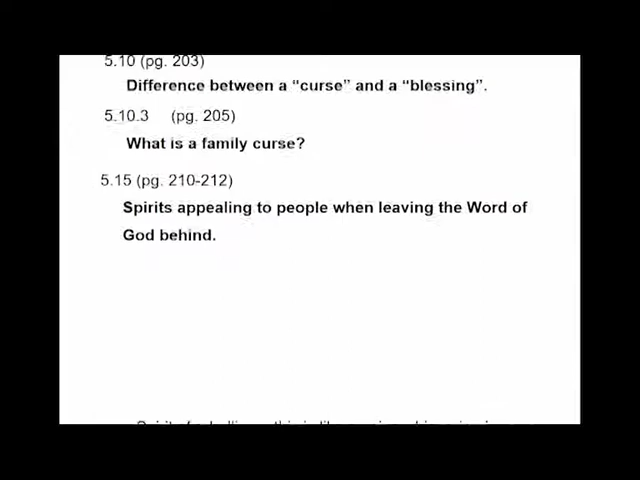 5.10 (pg. 203)
Difference between a “curse” and a “blessing”.
5.10.3 (pg. 205)
What is a family curse?
5.15 (pg. 210-212)
Spirits appealing to people when leaving the Word of
God behind.